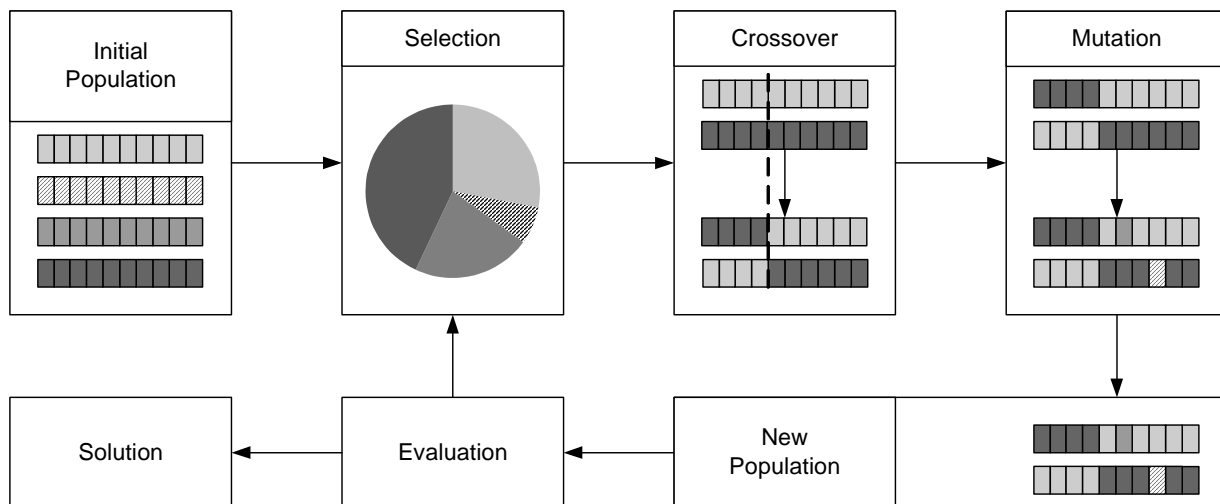 Initial
Population
Selection
Crossover
Mutation
Solution
Evaluation
New
Population